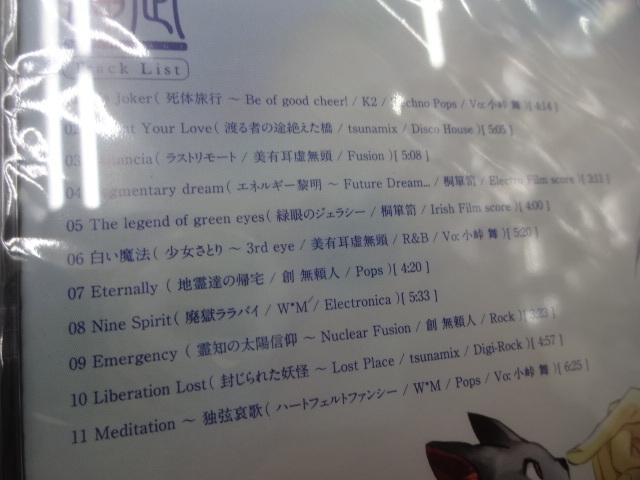 Track List
Joker( 死体旅行 ～ Be of good cheer! / K2 / Techno Pops / Vo: 小峠 舞 )[ 4:14 ]
02 Your Love( 渡る者の途絶えた橋 / tsunamix / Disco House )[ 5:05 ]
03 ( ラストリモート / 美有耳虚無頭 / Fusion )[ 5:08 ]
04 Fragmentary dream( エネルギー黎明 ～ Future Dream... / 桐箪笥 / Electro Film score )[ 3:11 ]
05 The legend of green eyes( 緑眼のジェラシー / 桐箪笥 / Irish Film score )[ 4:00 ]
06 白い魔法( 少女さとり ～ 3rd eye / 美有耳虚無頭 / R&B / Vo: 小峠 舞 )[ 5:20 ]
07 Eternally ( 地霊達の帰宅 / 創 無頼人 / Pops )[ 4:20 ]
08 Nine Spirit( 廃獄ララバイ / W*M / Electronica )[ 5:33 ]
09 Emergency ( 霊知の太陽信仰 ～ Nuclear Fusion / 創 無頼人 / Rock )[ 3:23 ]
10 Liberation Lost( 封じられた妖怪 ～ Lost Place / tsunamix / Digi-Rock )[ 4:57 ]
11 Meditation ～ 独弦哀歌( ハートフェルトファンシー / W*M / Pops / Vo: 小峠 舞 )[ 6:25 ]